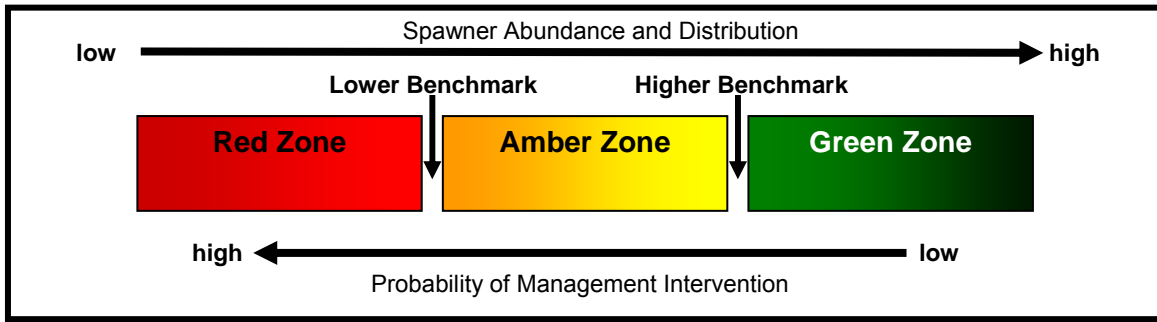 Spawner Abundance and Distribution
low
high
Lower Benchmark
Higher Benchmark
Red Zone
Amber Zone
Green Zone
high
low
Probability of Management Intervention